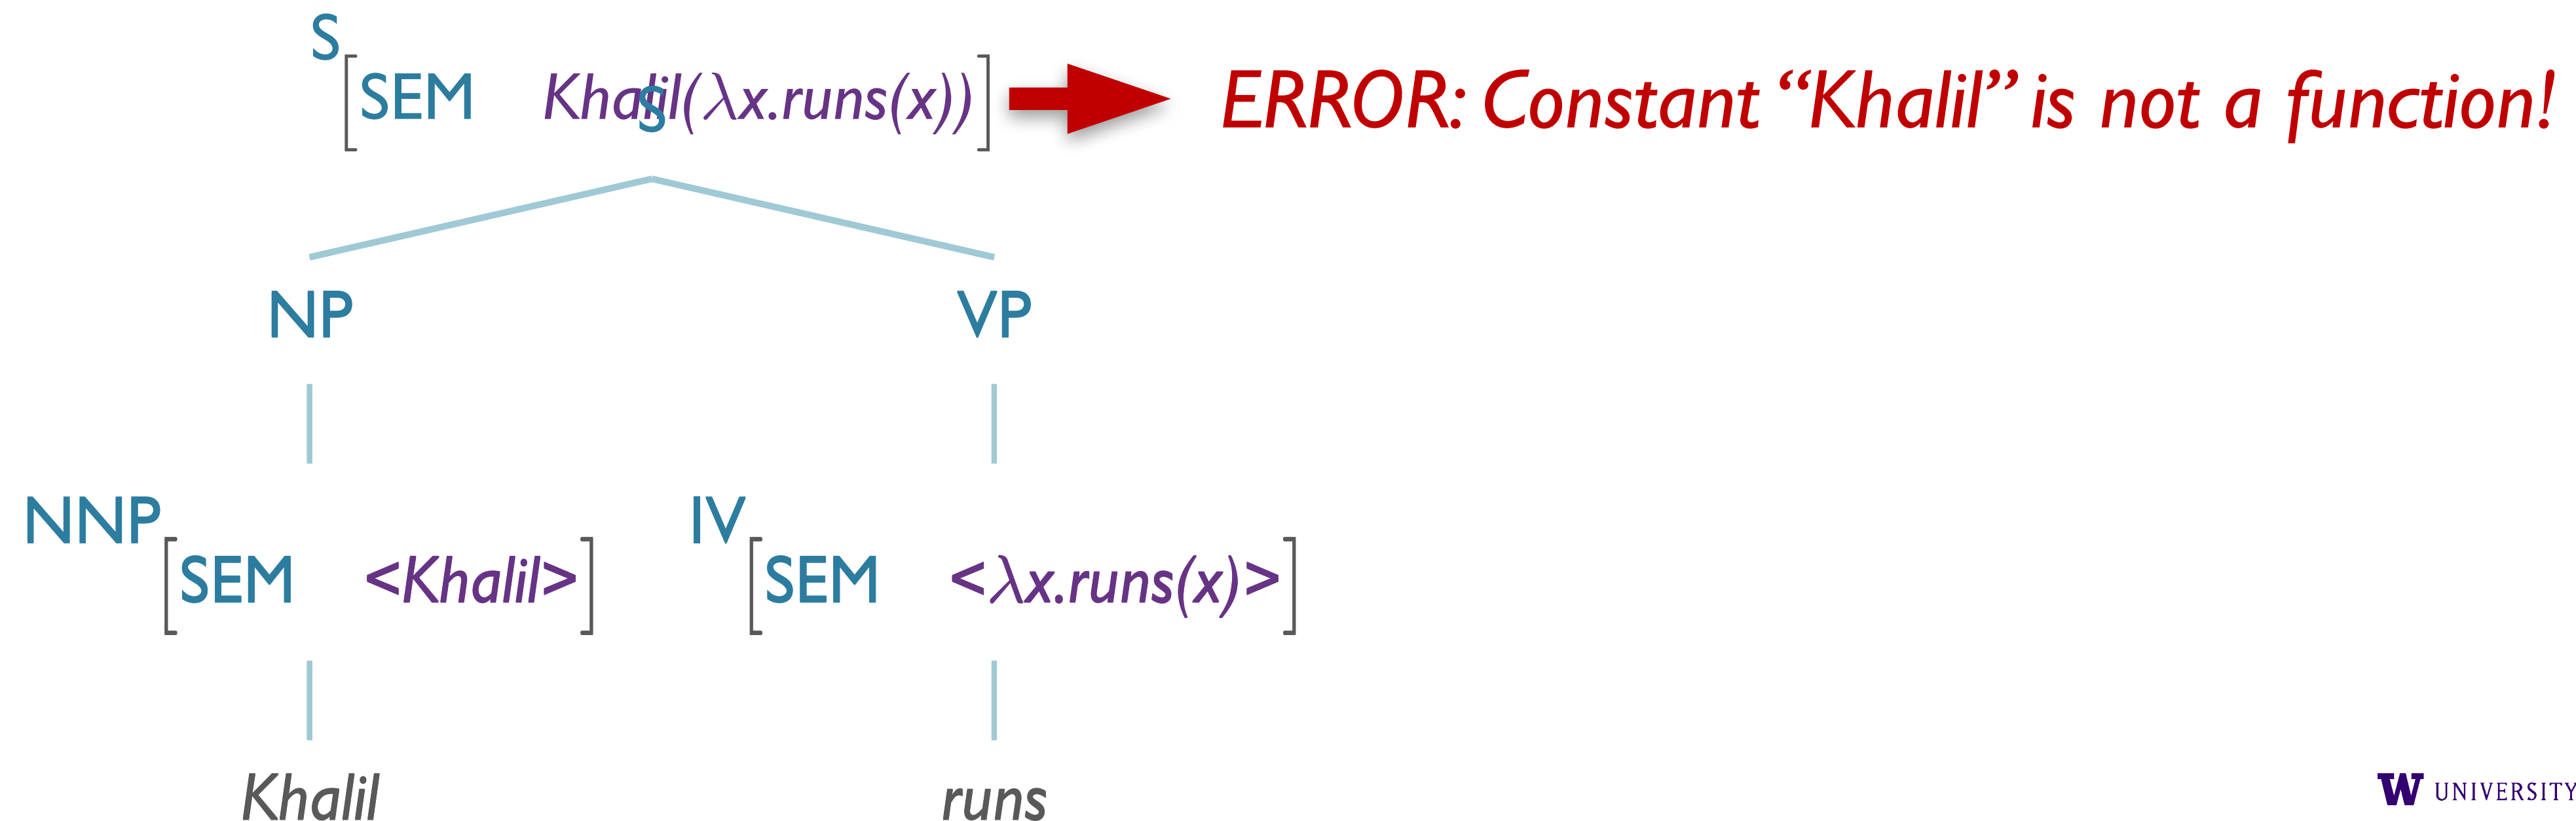 S
[SEM Khalil(λx.runs(x))] ERROR: Constant “Khalil” is not a function!
S
NP VP
NNP[SEM <Khalil>] IV[SEM <λx.runs(x)>]
Khalil runs
W UNIVERSITY